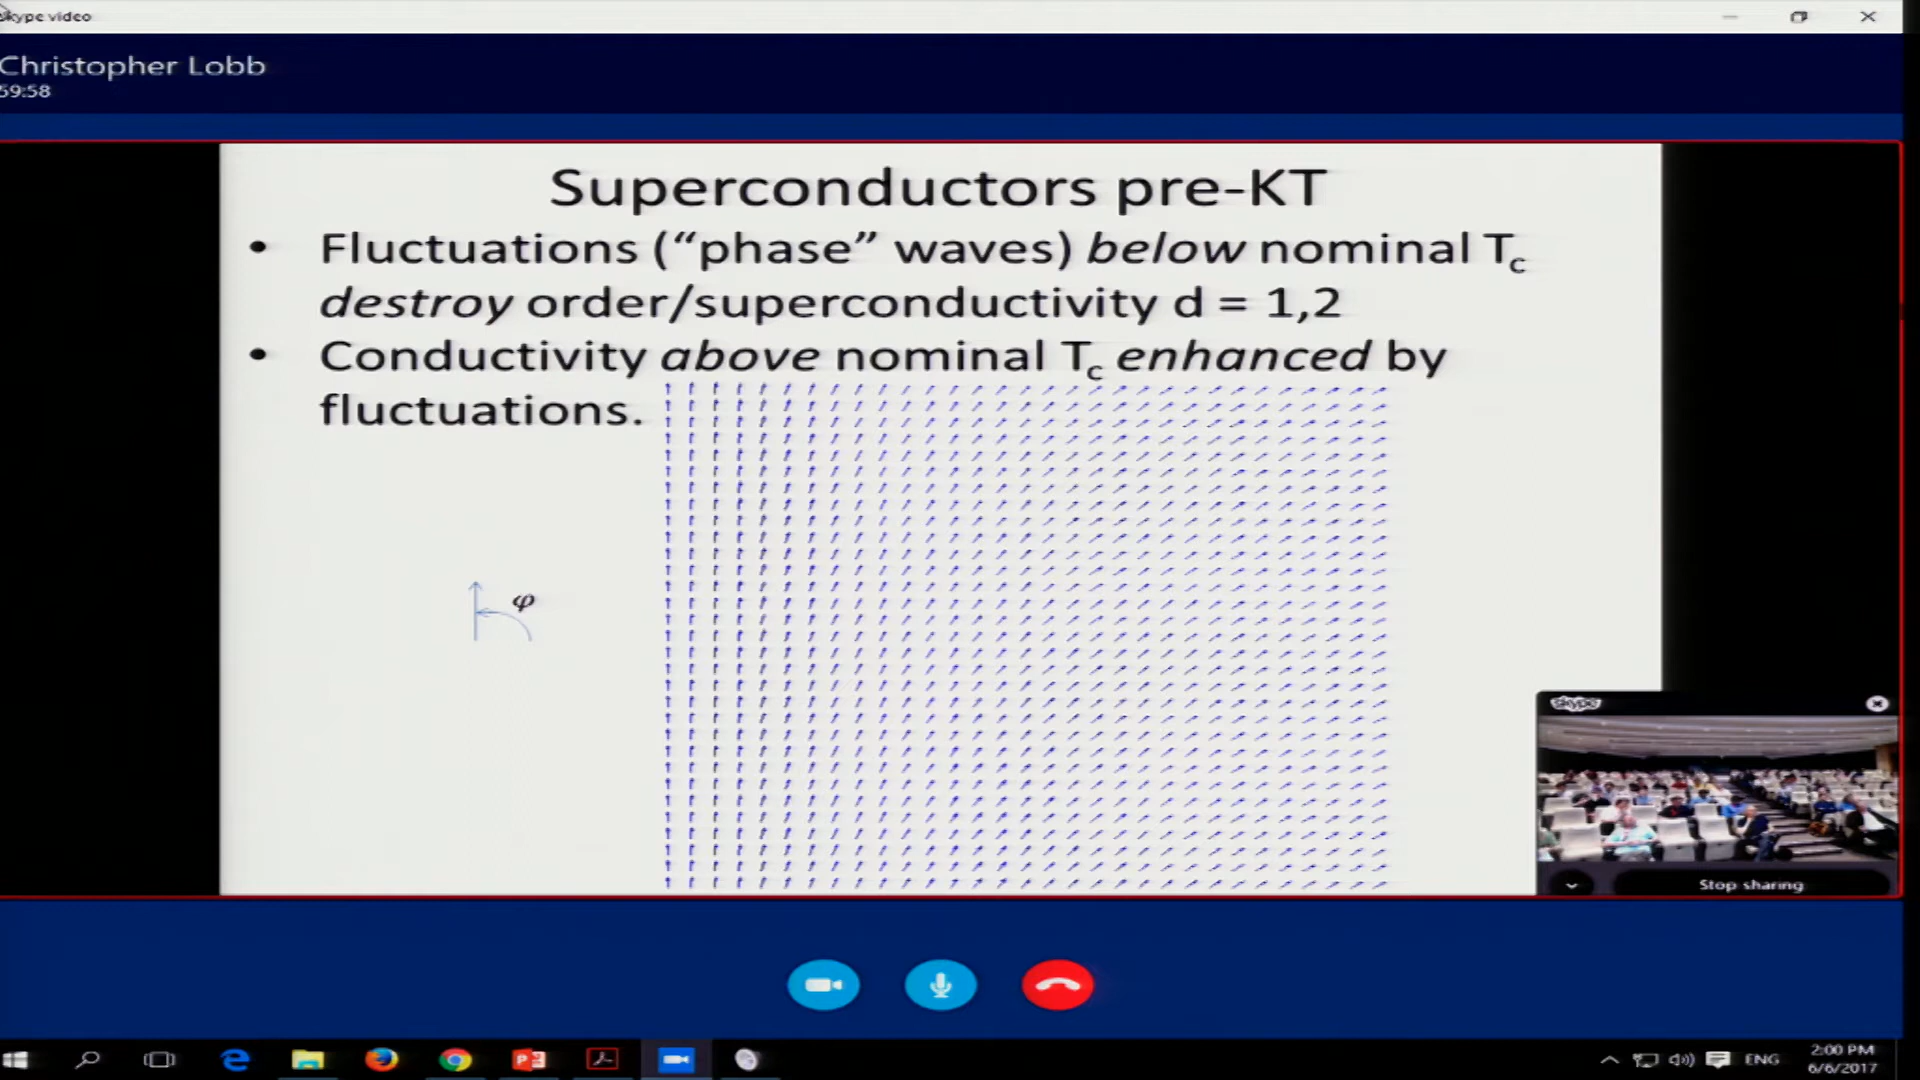 Skype video
Christopher Lobb
59:58
Superconductors pre-KT
• Fluctuations (“phase” waves) below nominal Tc
destroy order/superconductivity d = 1,2
• Conductivity above nominal Tc enhanced by
fluctuations.
φ
skype
Stop sharing
ENG
2:00 PM
6/6/2017